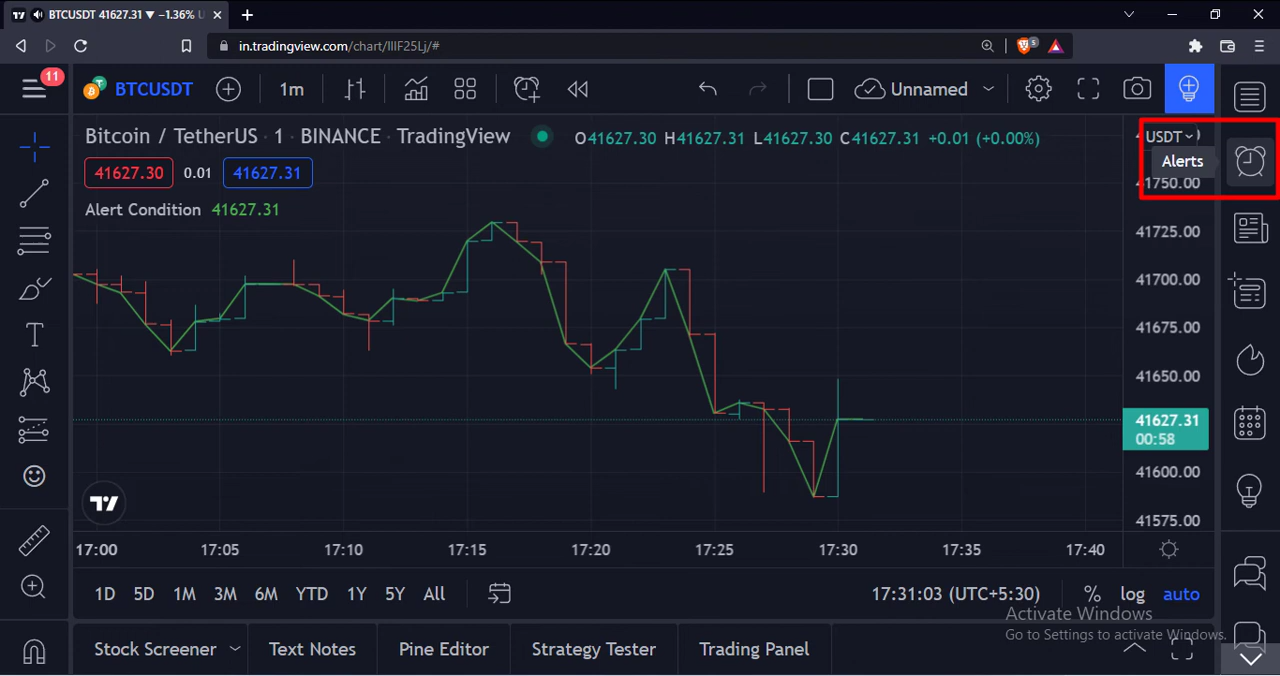 BTCUSDT 41627.31 ▼ −1.36% U
in.tradingview.com/chart/IIIF25Lj/#
5
11
BTCUSDT
1m
Unnamed
Bitcoin / TetherUS · 1 · BINANCE · TradingView
O41627.30 H41627.31 L41627.30 C41627.31 +0.01 (+0.00%)
USDT
Alerts
41627.30
0.01
41627.31
Alert Condition 41627.31
41750.00
41725.00
41700.00
41675.00
41650.00
41627.31
00:58
41600.00
41575.00
17:00
17:05
17:10
17:15
17:20
17:25
17:30
17:35
17:40
1D 5D 1M 3M 6M YTD 1Y 5Y All
17:31:03 (UTC+5:30)
% log auto
Activate Windows
Go to Settings to activate Windows.
Stock Screener
Text Notes
Pine Editor
Strategy Tester
Trading Panel